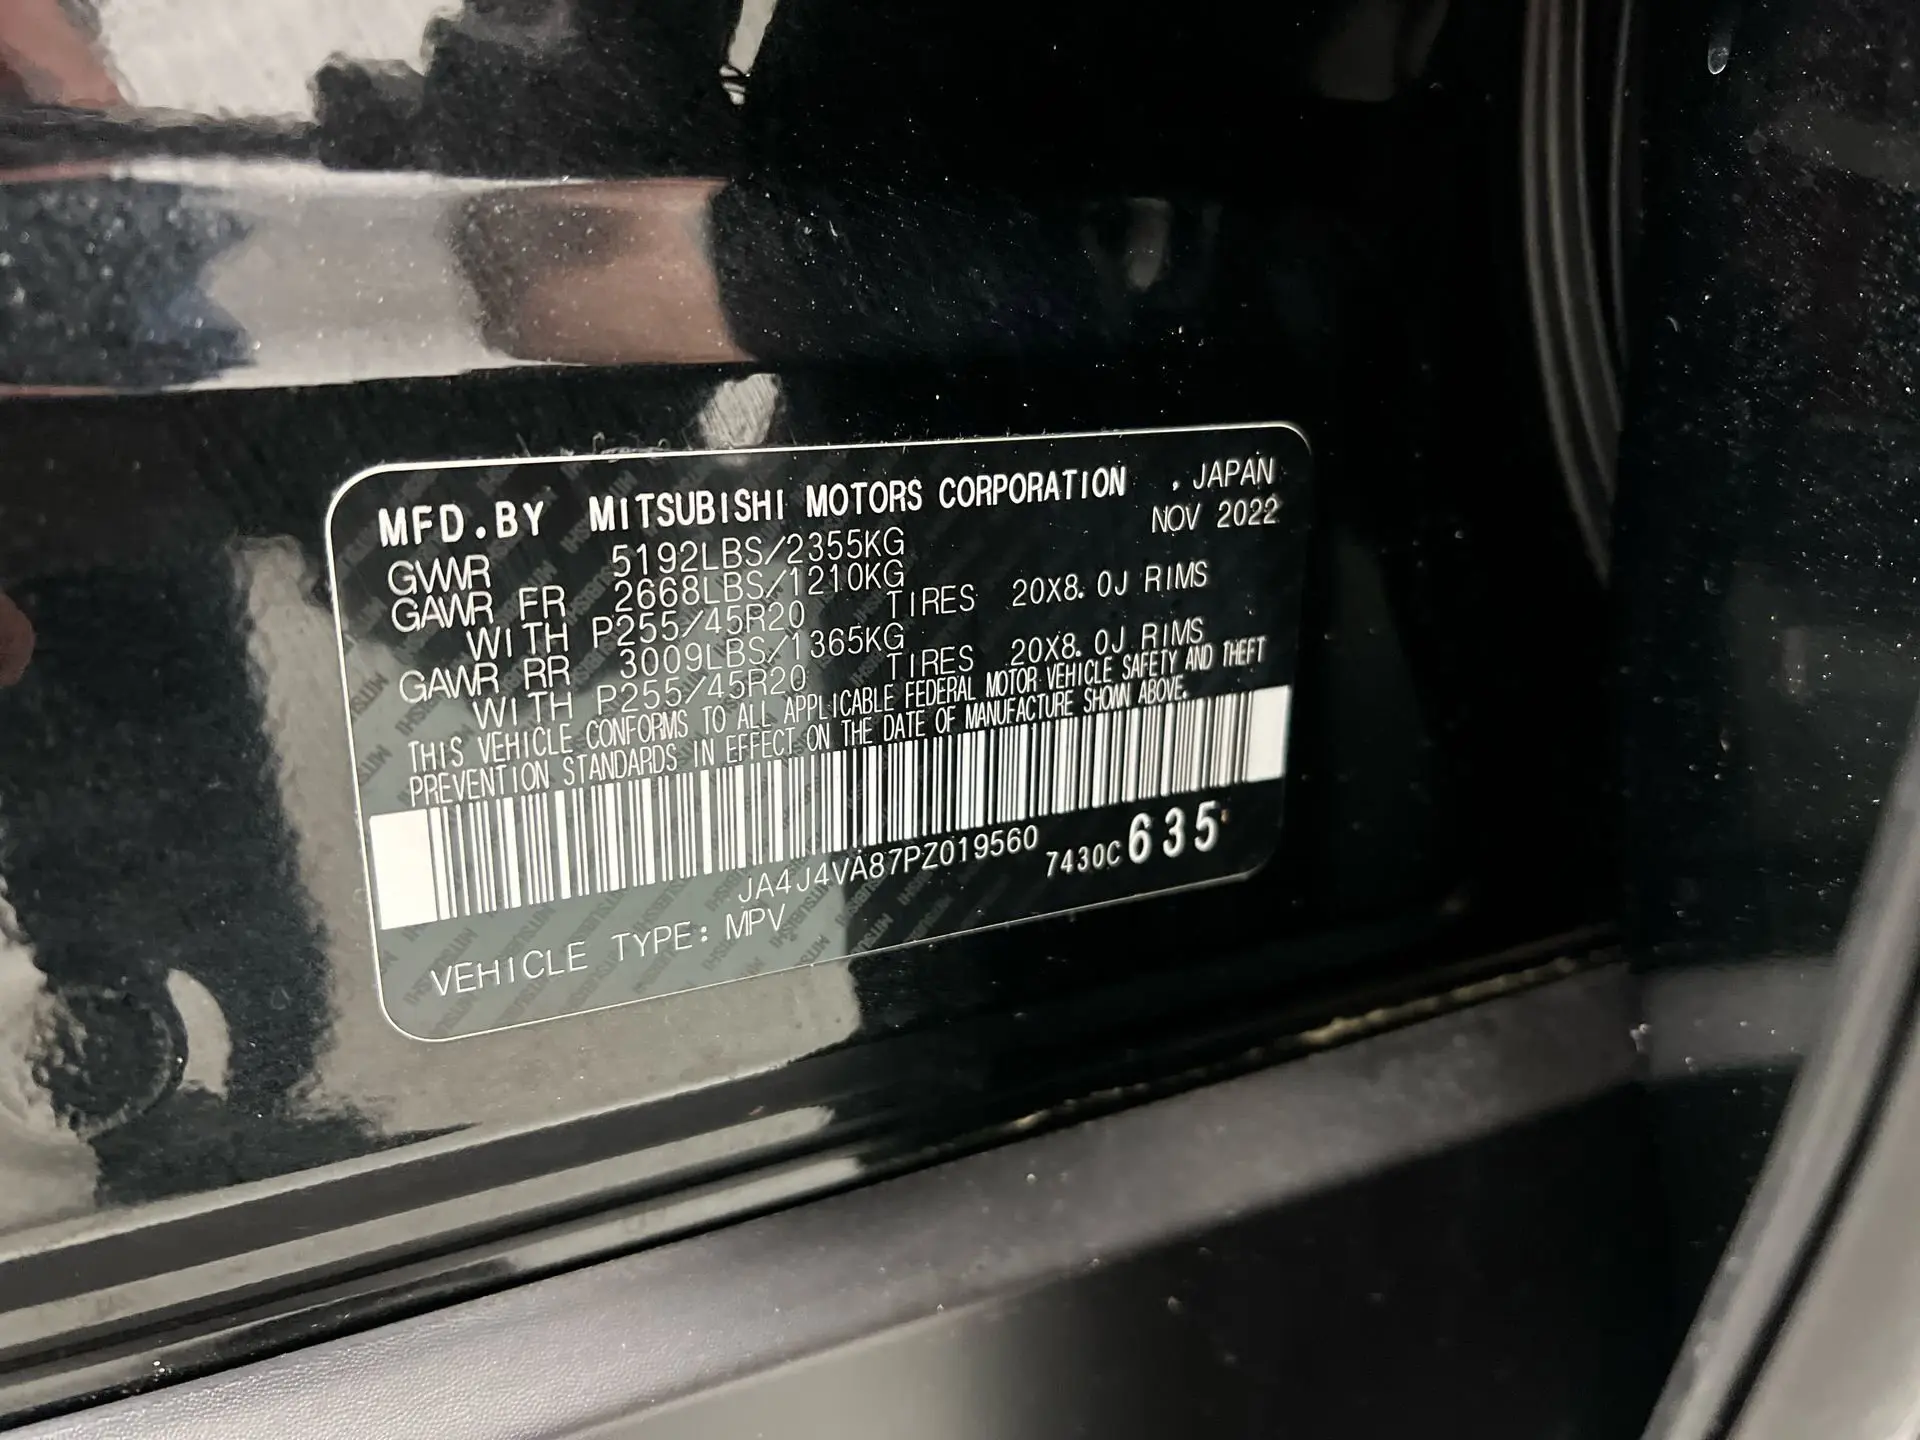 MFD.BY MITSUBISHI MOTORS CORPORATION , JAPAN
NOV 2022
GVWR 5192LBS/2355KG
GAWR FR 2668LBS/1210KG
WITH P255/45R20 TIRES 20X8.0J RIMS
GAWR RR 3009LBS/1365KG
WITH P255/45R20 TIRES 20X8.0J RIMS
THIS VEHICLE CONFORMS TO ALL APPLICABLE FEDERAL MOTOR VEHICLE SAFETY AND THEFT
PREVENTION STANDARDS IN EFFECT ON THE DATE OF MANUFACTURE SHOWN ABOVE.
JA4J4VA87PZ019560 7430C635
VEHICLE TYPE: MPV